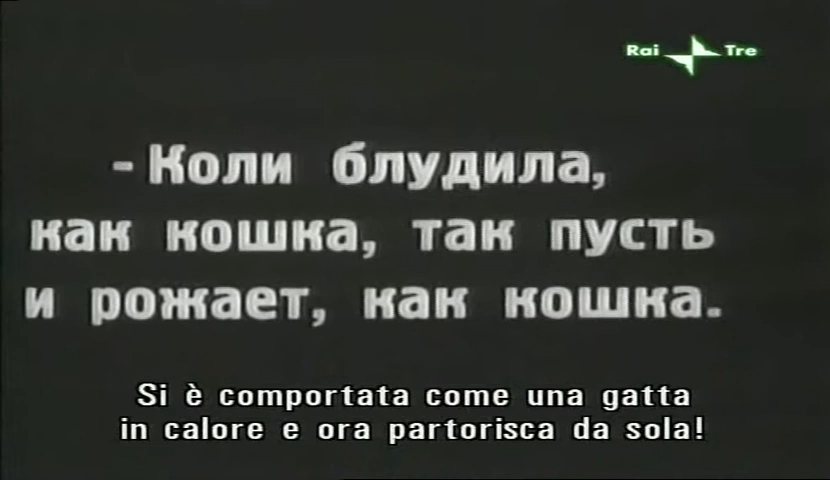 Rai Tre
- Коли блудила,
как кошка, так пусть
и рожает, как кошка.
Si è comportata come una gatta
in calore e ora partorisca da sola!